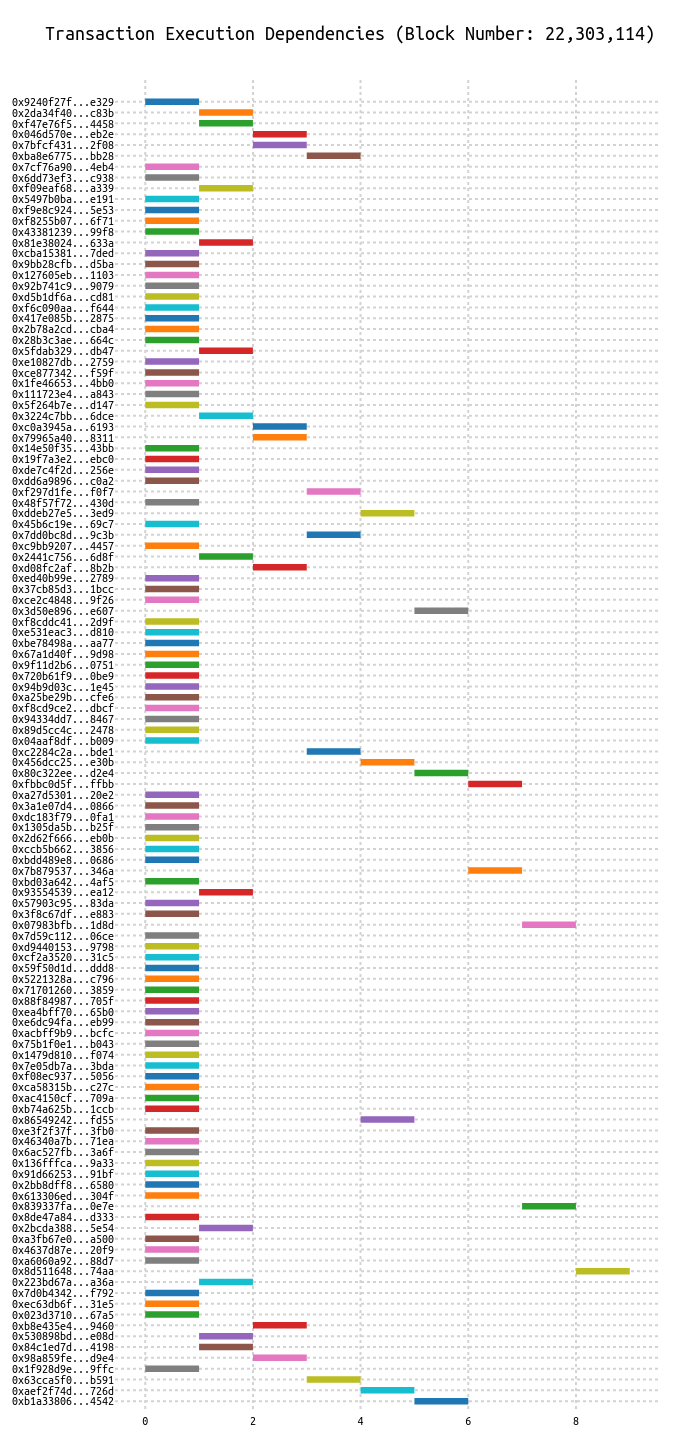 Transaction Execution Dependencies (Block Number: 22,303,114)
0x9240f27f...e329
0x2da34f40...c83b
0xf47e76f5...4458
0x046d570e...eb2e
0x7bfcf431...2f08
0xba8e6775...bb28
0x7cf76a90...4eb4
0x6dd73ef3...c938
0xf09eaf68...a339
0x5497b0ba...e191
0xf9e8c924...5e53
0xf8255b07...6f71
0x43381239...99f8
0x81e38024...633a
0xcba15381...7ded
0x9bb28cfb...d5ba
0x127605eb...1103
0x92b741c9...9079
0xd5b1df6a...cd81
0xf6c090aa...f644
0x417e085b...2875
0x2b78a2cd...cba4
0x28b3c3ae...664c
0x5fdab329...db47
0xe10827db...2759
0xce877342...f59f
0x1fe46653...4bb0
0x111723e4...a843
0x5f264b7e...d147
0x3224c7bb...6dce
0xc0a3945a...6193
0x79965a40...8311
0x14e50f35...43bb
0x19f7a3e2...ebc0
0xde7c4f2d...256e
0xdd6a9896...c0a2
0xf297d1fe...f0f7
0x48f57f72...430d
0xddeb27e5...3ed9
0x45b6c19e...69c7
0x7dd0bc8d...9c3b
0xc9bb9207...4457
0x2441c756...6d8f
0xd08fc2af...8b2b
0xed40b99e...2789
0x37cb85d3...1bcc
0xce2c4848...9f26
0x3d50e896...e607
0xf8cddc41...2d9f
0xe531eac3...d810
0xbe78498a...aa77
0x67a1d40f...9d98
0x9f11d2b6...0751
0x720b61f9...0be9
0x94b9d03c...1e45
0xa25be29b...cfe6
0xf8cd9ce2...dbcf
0x94334dd7...8467
0x89d5cc4c...2478
0x04aaf8df...b009
0xc2284c2a...bde1
0x456dcc25...e30b
0x80c322ee...d2e4
0xfbbc0d5f...ffbb
0xa27d5301...20e2
0x3a1e07d4...0866
0xdc183f79...0fa1
0x1305da5b...b25f
0x2d62f666...eb0b
0xccb5b662...3856
0xbdd489e8...0686
0x7b879537...346a
0xbd03a642...4af5
0x93554539...ea12
0x57903c95...83da
0x3f8c67df...e883
0x07983bfb...1d8d
0x7d59c112...06ce
0xd9440153...9798
0xcf2a3520...31c5
0x59f50d1d...ddd8
0x5221328a...c796
0x71701260...3859
0x88f84987...705f
0xea4bff70...65b0
0xe6dc94fa...eb99
0xacbff9b9...bcfc
0x75b1f0e1...b043
0x1479d810...f074
0x7e05db7a...3bda
0xf08ec937...5056
0xca58315b...c27c
0xac4150cf...709a
0xb74a625b...1ccb
0x86549242...fd55
0xe3f2f37f...3fb0
0x46340a7b...71ea
0x6ac527fb...3a6f
0x136fffca...9a33
0x91d66253...91bf
0x2bb8dff8...6580
0x613306ed...304f
0x839337fa...0e7e
0x8de47a84...d333
0x2bcda388...5e54
0xa3fb67e0...a500
0x4637d87e...20f9
0xa6060a92...88d7
0x8d511648...74aa
0x223bd67a...a36a
0x7d0b4342...f792
0xec63db6f...31e5
0x023d3710...67a5
0xb8e435e4...9460
0x530898bd...e08d
0x84c1ed7d...4198
0x98a859fe...d9e4
0x1f928d9e...9ffc
0x63cca5f0...b591
0xaef2f74d...726d
0xb1a33806...4542
0 2 4 6 8